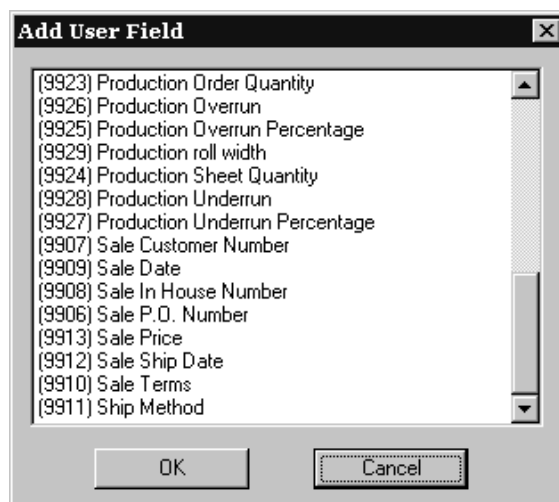 Add User Field
(9923) Production Order Quantity
(9926) Production Overrun
(9925) Production Overrun Percentage
(9929) Production roll width
(9924) Production Sheet Quantity
(9928) Production Underrun
(9927) Production Underrun Percentage
(9907) Sale Customer Number
(9909) Sale Date
(9908) Sale In House Number
(9906) Sale P.O. Number
(9913) Sale Price
(9912) Sale Ship Date
(9910) Sale Terms
(9911) Ship Method
OK
Cancel